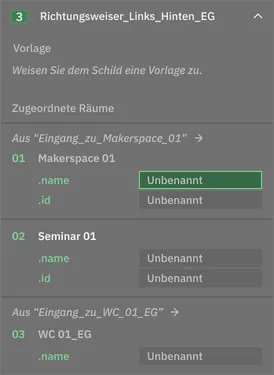 3 Richtungsweiser_Links_Hinten_EG
Vorlage
Weisen Sie dem Schild eine Vorlage zu.
Zugeordnete Räume
Aus “Eingang_zu_Makerspace_01” →
01 Makerspace 01
.name Unbenannt
.id Unbenannt
02 Seminar 01
.name Unbenannt
.id Unbenannt
Aus “Eingang_zu_WC_01_EG” →
03 WC 01_EG
.name Unbenannt